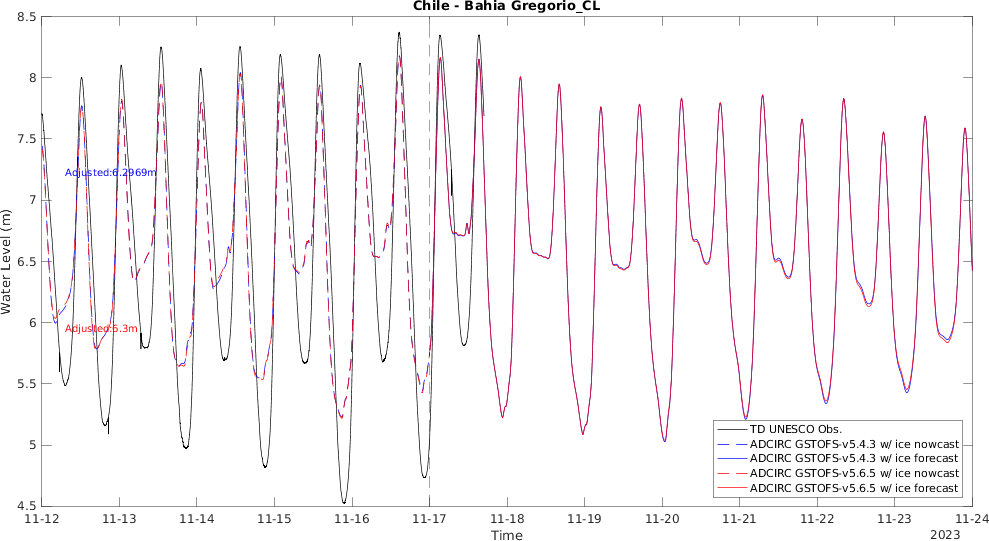 Chile - Bahia Gregorio_CL
8.5
8
7.5
7
6.5
6
5.5
5
4.5
Water Level (m)
Adjusted:6.2969m
Adjusted:6.3m
TD UNESCO Obs.
ADCIRC GSTOFS-v5.4.3 w/ ice nowcast
ADCIRC GSTOFS-v5.4.3 w/ ice forecast
ADCIRC GSTOFS-v5.6.5 w/ ice nowcast
ADCIRC GSTOFS-v5.6.5 w/ ice forecast
11-12 11-13 11-14 11-15 11-16 11-17 11-18 11-19 11-20 11-21 11-22 11-23 11-24
Time
2023